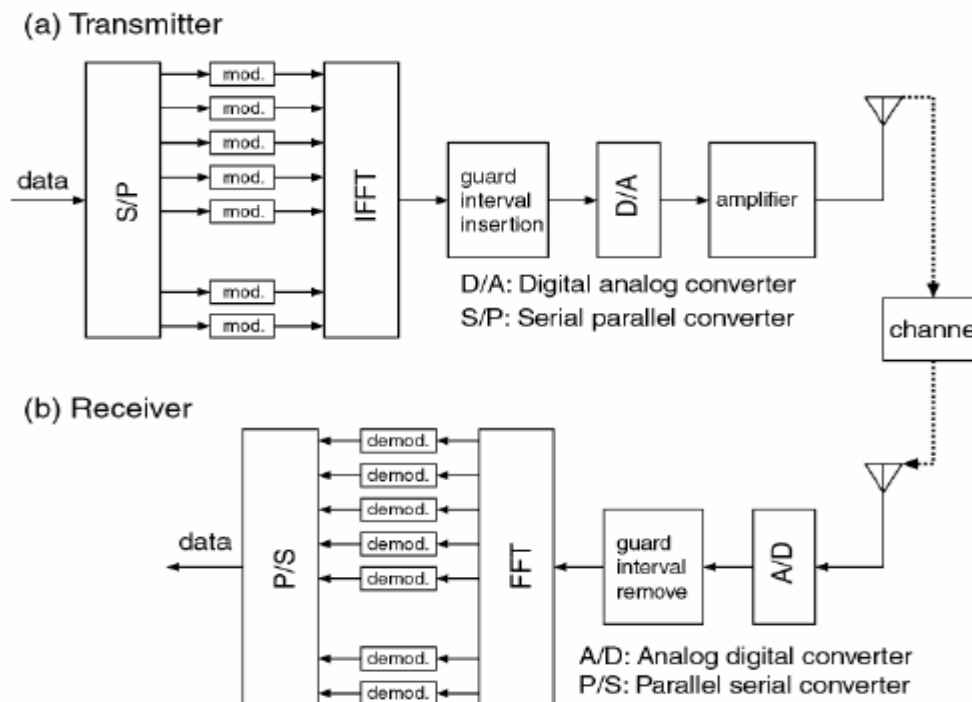 (a) Transmitter
data
S/P
mod.
mod.
mod.
mod.
mod.
mod.
mod.
IFFT
guard
interval
insertion
D/A
amplifier
D/A: Digital analog converter
S/P: Serial parallel converter
channe
(b) Receiver
data
P/S
demod.
demod.
demod.
demod.
demod.
demod.
demod.
FFT
guard
interval
remove
A/D
A/D: Analog digital converter
P/S: Parallel serial converter